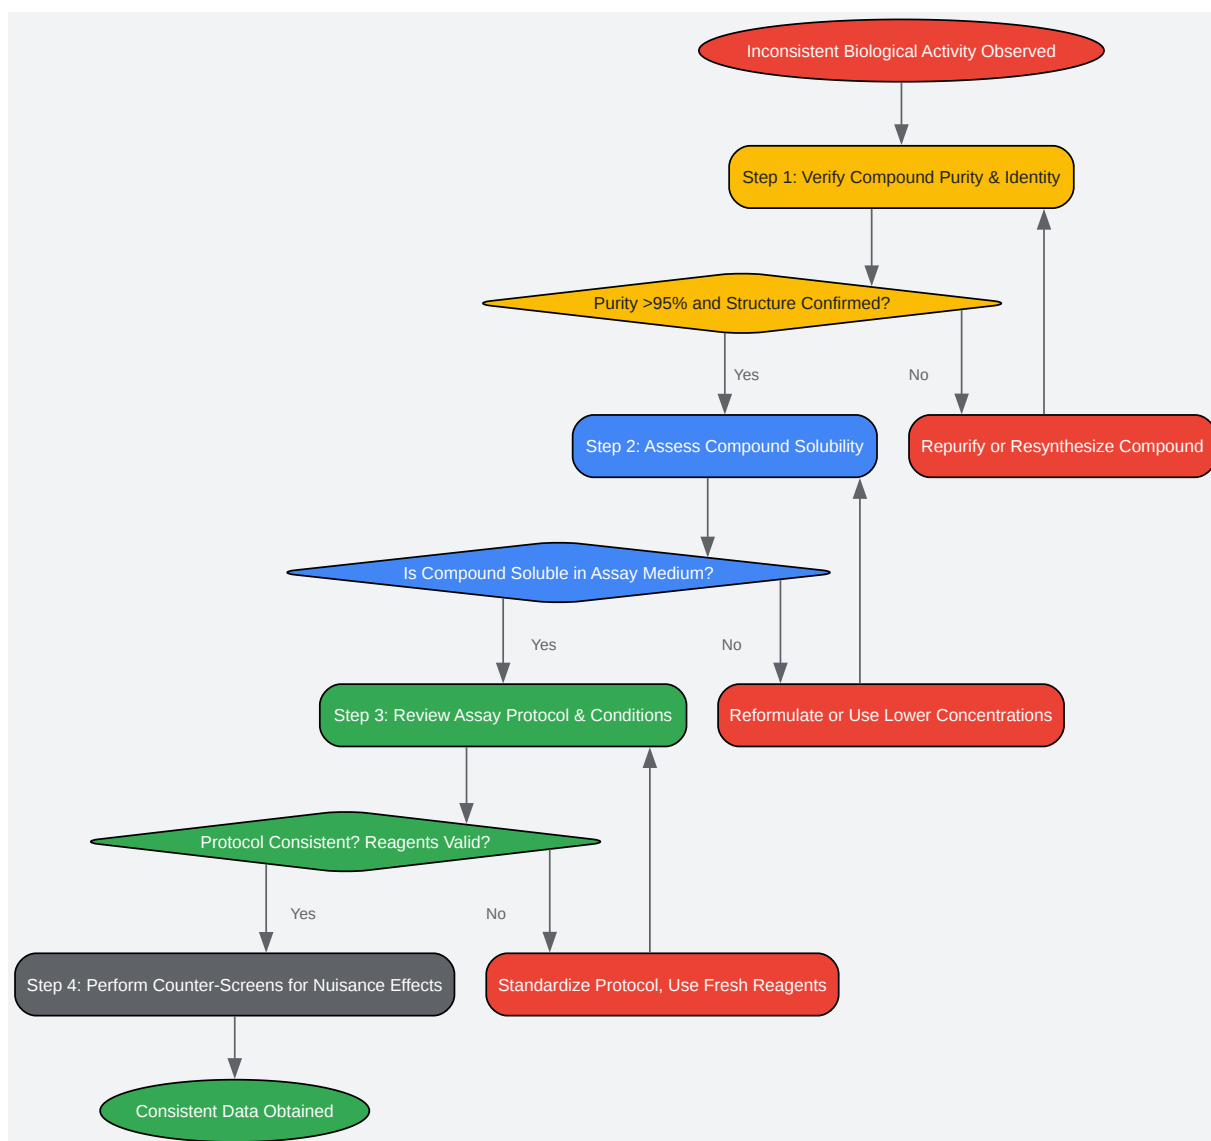 Inconsistent Biological Activity Observed
Step 1: Verify Compound Purity & Identity
Purity >95% and Structure Confirmed?
Yes
No
Step 2: Assess Compound Solubility
Repurify or Resynthesize Compound
Is Compound Soluble in Assay Medium?
Yes
No
Step 3: Review Assay Protocol & Conditions
Reformulate or Use Lower Concentrations
Protocol Consistent? Reagents Valid?
Yes
No
Step 4: Perform Counter-Screens for Nuisance Effects
Standardize Protocol, Use Fresh Reagents
Consistent Data Obtained